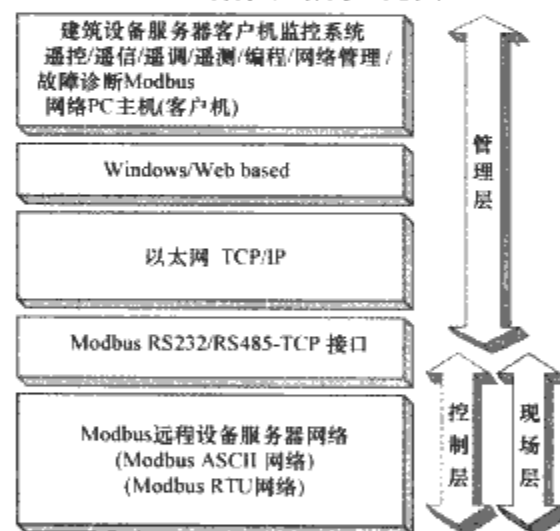 建筑设备服务器客户机监控系统
遥控/遥信/遥调/遥测/编程/网络管理/
故障诊断Modbus
网络PC主机(客户机)
Windows/Web based
以太网 TCP/IP
Modbus RS232/RS485-TCP 接口
Modbus远程设备服务器网络
(Modbus ASCII 网络)
(Modbus RTU网络)
管理层
控制层
现场层